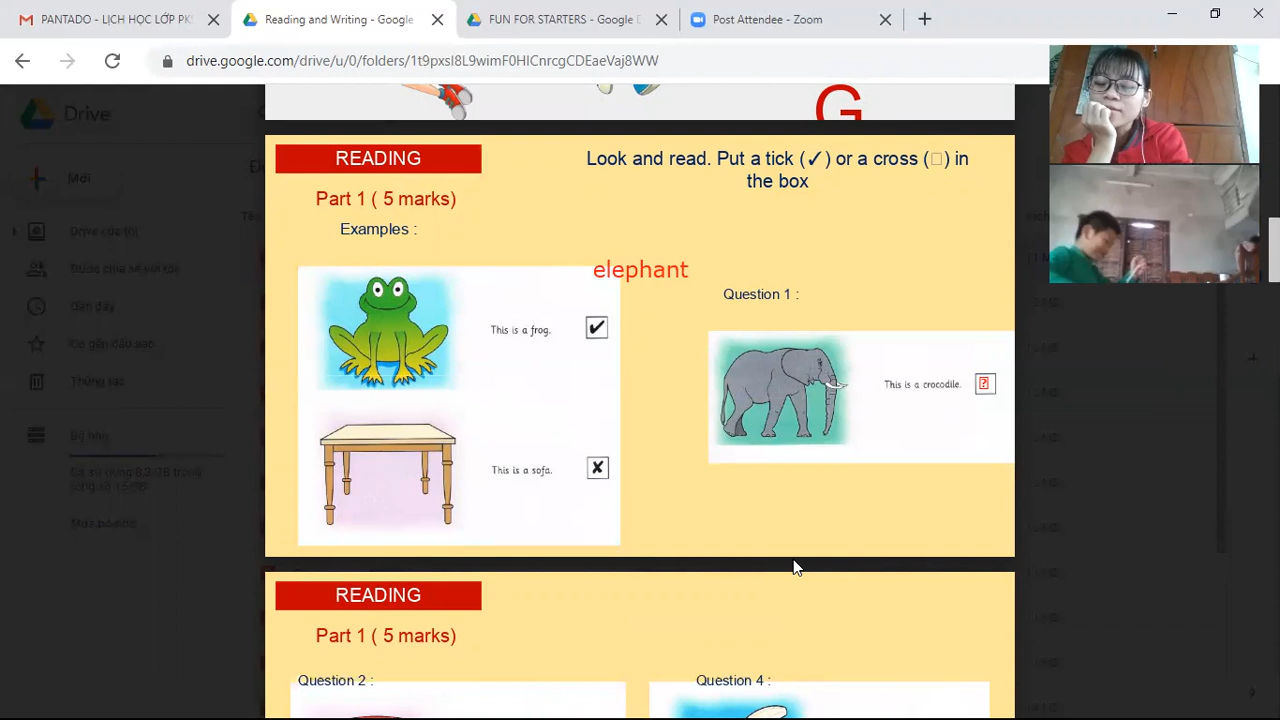 PANTADO - LỊCH HỌC LỚP PKS
Reading and Writing - Google
FUN FOR STARTERS - Google D
Post Attendee - Zoom
drive.google.com/drive/u/0/folders/1t9pxsI8L9wimF0HICnrcgCDEaeVaj8WW
Drive
Mới
G
READING
Look and read. Put a tick (✓) or a cross (□) in
the box
Part 1 ( 5 marks)
Examples :
elephant
Question 1 :
This is a frog.
This is a crocodile.
This is a sofa.
READING
Part 1 ( 5 marks)
Question 2 :
Question 4 :